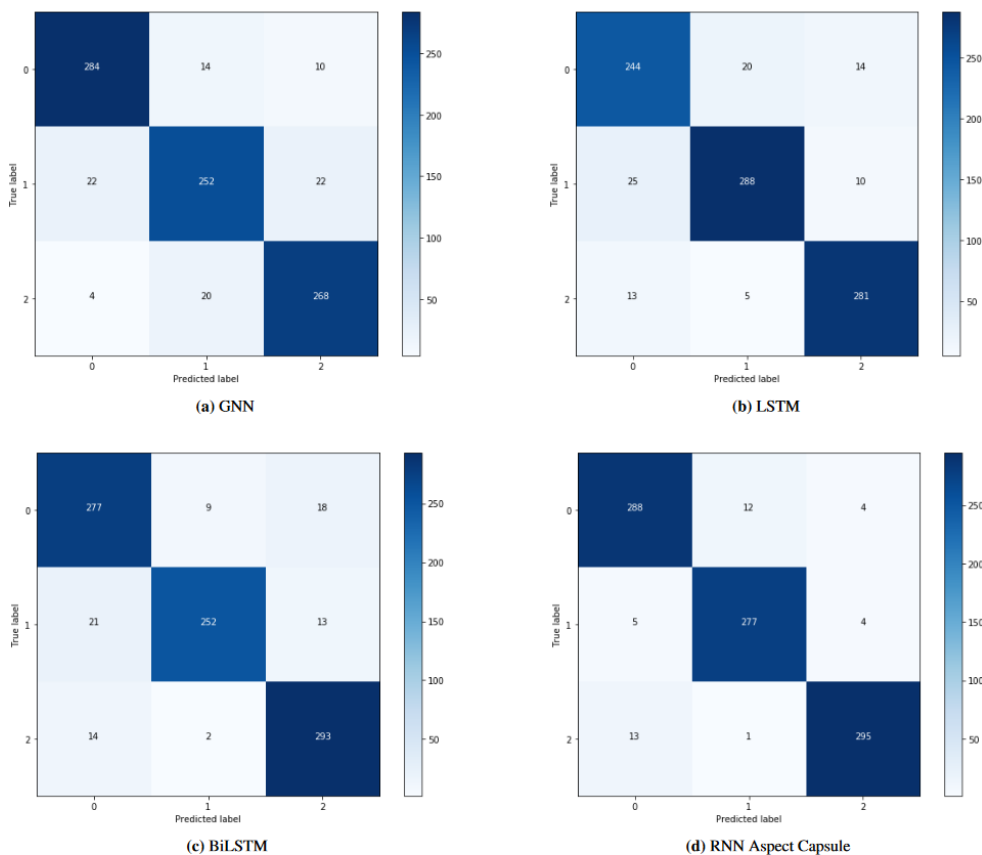 0 284 14 10
1 22 252 22
2 4 20 268
0 1 2
True label
Predicted label
250
200
150
100
50
(a) GNN
0 244 20 14
1 25 288 10
2 13 5 281
0 1 2
True label
Predicted label
250
200
150
100
50
(b) LSTM
0 277 9 18
1 21 252 13
2 14 2 293
0 1 2
True label
Predicted label
250
200
150
100
50
(c) BiLSTM
0 288 12 4
1 5 277 4
2 13 1 295
0 1 2
True label
Predicted label
250
200
150
100
50
(d) RNN Aspect Capsule